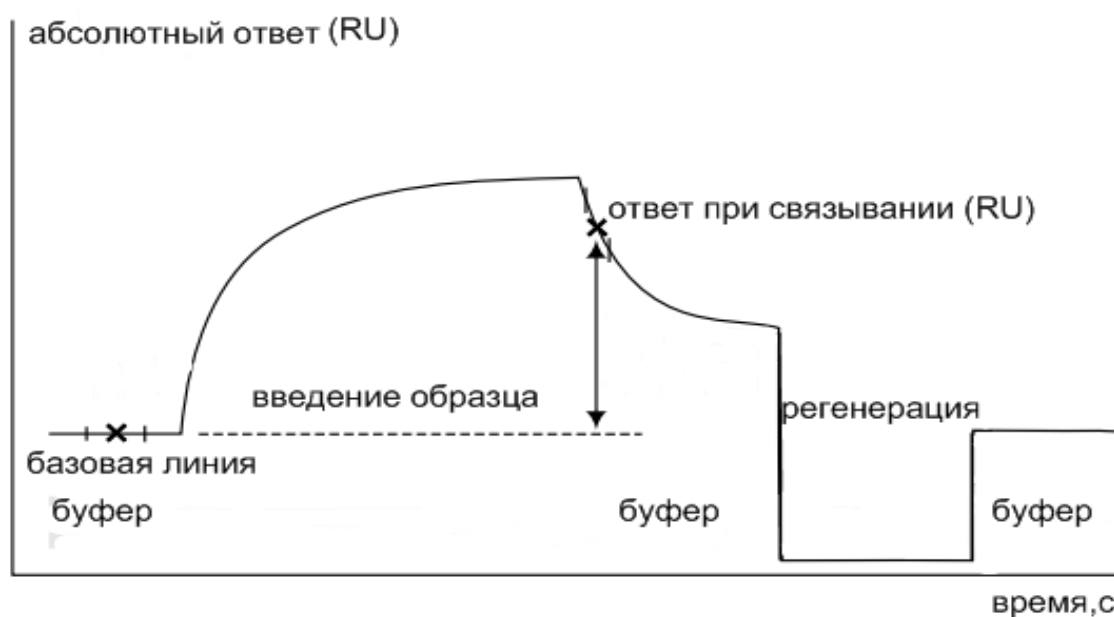 абсолютный ответ (RU)
ответ при связывании (RU)
введение образца
регенерация
базовая линия
буфер
буфер
буфер
время,с